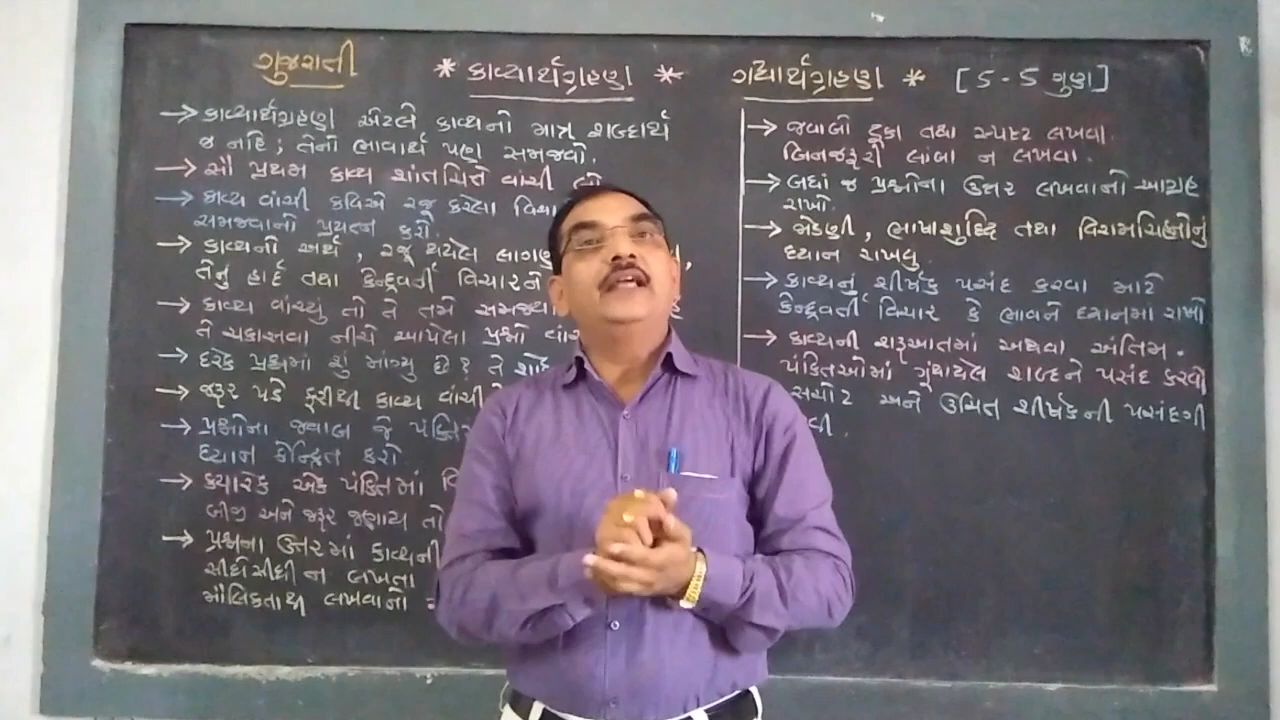 ગુજરાતી
* કાવ્યાર્થગ્રહણ *
ગદ્યાર્થગ્રહણ * [ 5 - 5 ગુણ ]
→ કાવ્યાર્થગ્રહણ એટલે કાવ્યનો માત્ર શબ્દાર્થ
જ નહિ ; તેનો ભાવાર્થ પણ સમજવો.
→ સૌ પ્રથમ કાવ્ય શાંતચિત્તે વાંચી
→ કાવ્ય વાંચી કવિએ રજૂ કરેલા
સમજવાનો પ્રયત્ન કરો.
→ કાવ્યનો અર્થ , રજૂ થયેલ
તેનું હાર્દ તથા કેન્દ્રવર્તી વિચારને
→ કાવ્ય વાંચ્યું તો તે તમે
તે ચકાસવા નીચે આપેલા પ્રશ્નો
→ દરેક પ્રશ્નમાં શું માંગ્યુ છે ? તે
→ જરૂર પડે ફરીથી કાવ્ય વાંચી
→ પ્રશ્નોના જવાબ જે
ધ્યાન કેન્દ્રિત કરો
→ ક્યારેક એક પંક્તિમાં
બીજી અને જરૂર જણાય તો
→ પ્રશ્નના ઉત્તરમાં કાવ્યની
સીધેસીધી ન લખતા
મૌલિકતાથી લખવાનો
→ જવાબો ટૂંકા તથા સ્પષ્ટ લખવા.
બિનજરૂરી લાંબા ન લખવા.
→ બધાં જ પ્રશ્નોના ઉત્તર લખવાનો આગ્રહ
રાખો.
→ જોડણી , ભાષાશુદ્ધિ તથા વિરામચિહ્નોનું
ધ્યાન રાખવુ.
→ કાવ્યનું શીર્ષક પસંદ કરવા માટે
કેન્દ્રવર્તી વિચાર કે ભાવને ધ્યાનમાં રાખો
→ કાવ્યની શરૂઆતમાં અથવા અંતિમ.
પંક્તિઓમાં ગૂંથાયેલ શબ્દને પસંદ કરવો
સચોટ અને ઉચિત શીર્ષકની પસંદગી